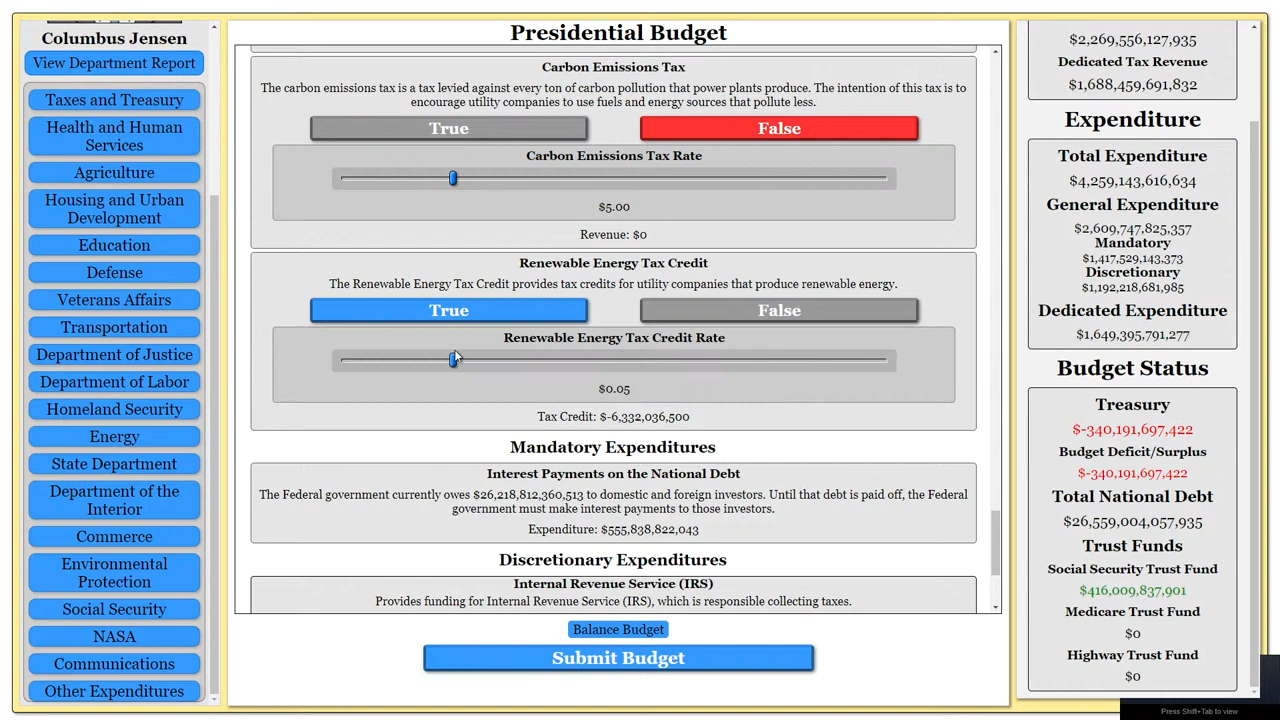 Columbus Jensen
View Department Report
Taxes and Treasury
Health and Human
Services
Agriculture
Housing and Urban
Development
Education
Defense
Veterans Affairs
Transportation
Department of Justice
Department of Labor
Homeland Security
Energy
State Department
Department of the
Interior
Commerce
Environmental
Protection
Social Security
NASA
Communications
Other Expenditures
Presidential Budget
Carbon Emissions Tax
The carbon emissions tax is a tax levied against every ton of carbon pollution that power plants produce. The intention of this tax is to
encourage utility companies to use fuels and energy sources that pollute less.
True False
Carbon Emissions Tax Rate
$5.00
Revenue: $0
Renewable Energy Tax Credit
The Renewable Energy Tax Credit provides tax credits for utility companies that produce renewable energy.
True False
Renewable Energy Tax Credit Rate
$0.05
Tax Credit: $-6,332,036,500
Mandatory Expenditures
Interest Payments on the National Debt
The Federal government currently owes $26,218,812,360,513 to domestic and foreign investors. Until that debt is paid off, the Federal
government must make interest payments to those investors.
Expenditure: $555,838,822,043
Discretionary Expenditures
Internal Revenue Service (IRS)
Provides funding for Internal Revenue Service (IRS), which is responsible collecting taxes.
Balance Budget
Submit Budget
$2,269,556,127,935
Dedicated Tax Revenue
$1,688,459,691,832
Expenditure
Total Expenditure
$4,259,143,616,634
General Expenditure
$2,609,747,825,357
Mandatory
$1,417,529,143,373
Discretionary
$1,192,218,681,985
Dedicated Expenditure
$1,649,395,791,277
Budget Status
Treasury
$-340,191,697,422
Budget Deficit/Surplus
$-340,191,697,422
Total National Debt
$26,559,004,057,935
Trust Funds
Social Security Trust Fund
$416,009,837,901
Medicare Trust Fund
$0
Highway Trust Fund
$0
Press Shift+Tab to view